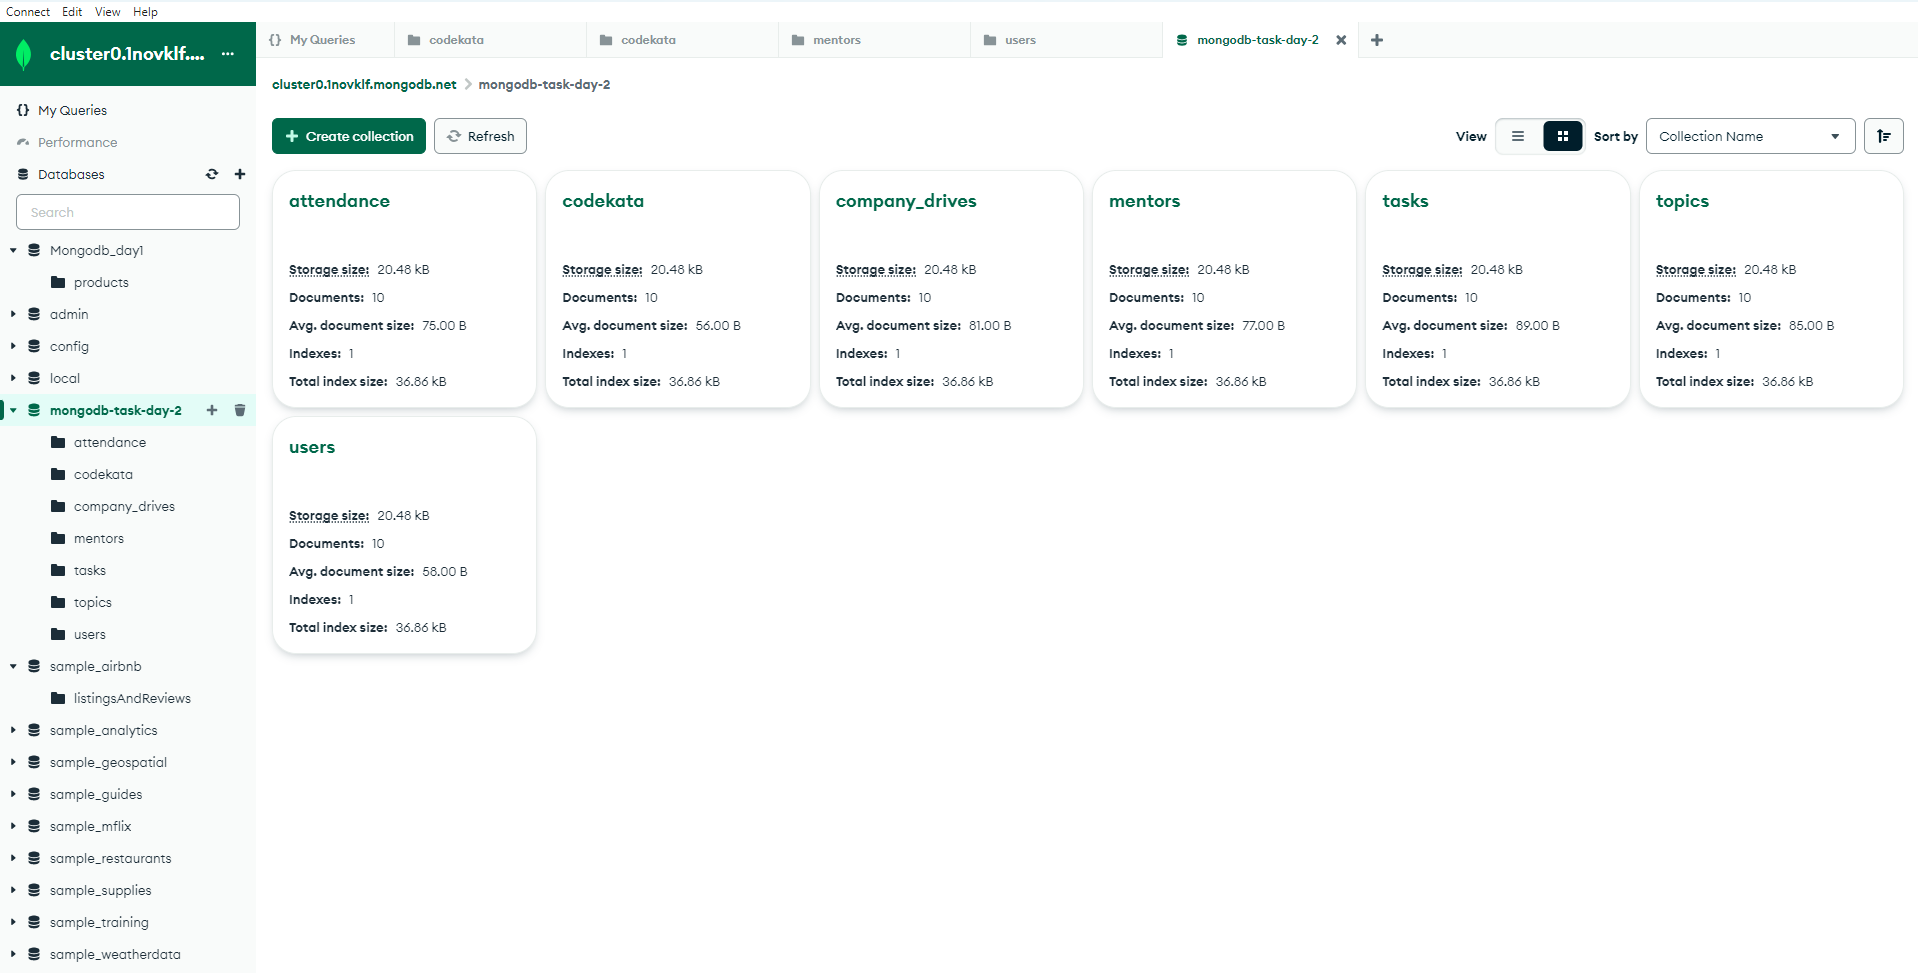 Connect Edit View Help
cluster0.1novklf.... ...
My Queries
Performance
Databases
Search
Mongodb_day1
products
admin
config
local
mongodb-task-day-2
attendance
codekata
company_drives
mentors
tasks
topics
users
sample_airbnb
listingsAndReviews
sample_analytics
sample_geospatial
sample_guides
sample_mflix
sample_restaurants
sample_supplies
sample_training
sample_weatherdata
My Queries codekata codekata mentors users mongodb-task-day-2
cluster0.1novklf.mongodb.net > mongodb-task-day-2
Create collection Refresh View Sort by Collection Name
attendance
Storage size: 20.48 kB
Documents: 10
Avg. document size: 75.00 B
Indexes: 1
Total index size: 36.86 kB
codekata
Storage size: 20.48 kB
Documents: 10
Avg. document size: 56.00 B
Indexes: 1
Total index size: 36.86 kB
company_drives
Storage size: 20.48 kB
Documents: 10
Avg. document size: 81.00 B
Indexes: 1
Total index size: 36.86 kB
mentors
Storage size: 20.48 kB
Documents: 10
Avg. document size: 77.00 B
Indexes: 1
Total index size: 36.86 kB
tasks
Storage size: 20.48 kB
Documents: 10
Avg. document size: 89.00 B
Indexes: 1
Total index size: 36.86 kB
topics
Storage size: 20.48 kB
Documents: 10
Avg. document size: 85.00 B
Indexes: 1
Total index size: 36.86 kB
users
Storage size: 20.48 kB
Documents: 10
Avg. document size: 58.00 B
Indexes: 1
Total index size: 36.86 kB